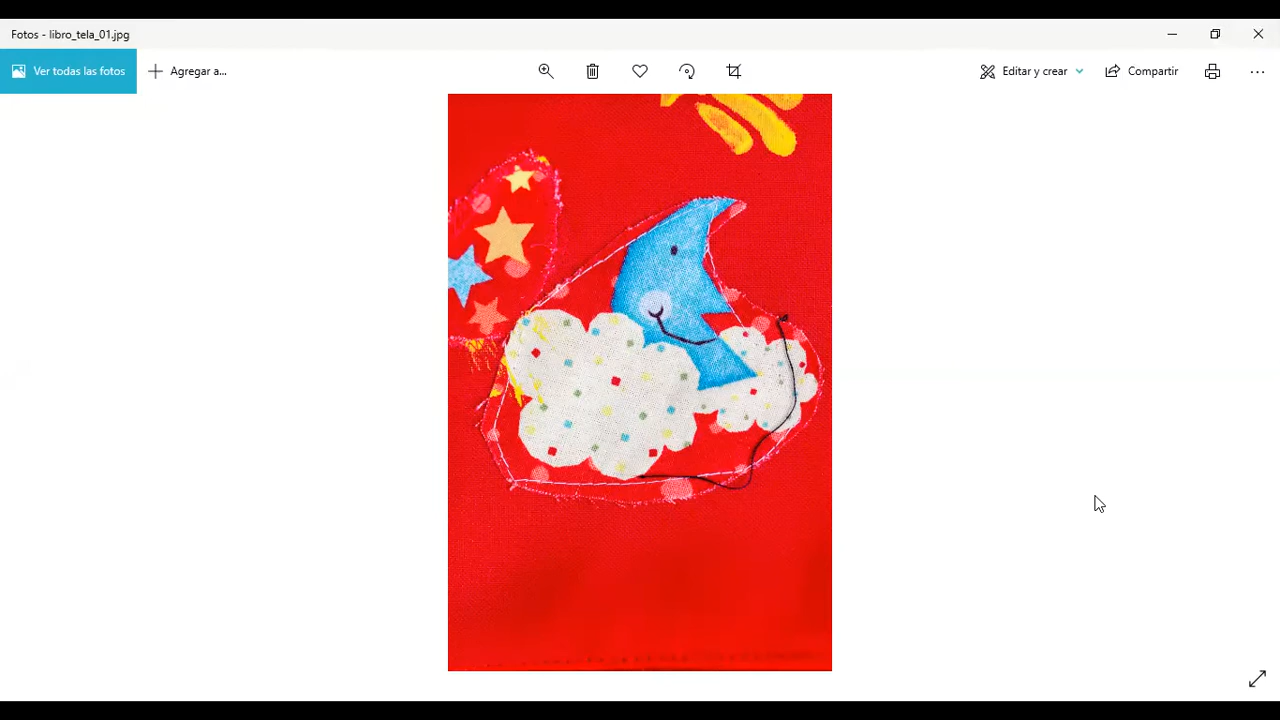 Fotos - libro_tela_01.jpg
Ver todas las fotos
Agregar a...
Editar y crear
Compartir